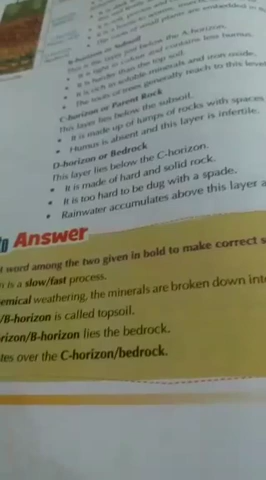 B-horizon or Subsoil
just below the A-horizon.
It is light in colour and contains less humus.
• It is harder than the top soil.
• It is rich in soluble minerals and iron oxide.
• The roots of trees generally reach to this level
C-horizon or Parent Rock
This layer lies below the subsoil.
• It is made up of lumps of rocks with spaces
• Humus is absent and this layer is infertile.
D-horizon or Bedrock
This layer lies below the C-horizon.
• It is made of hard and solid rock.
• It is too hard to be dug with a spade.
• Rainwater accumulates above this layer
Answer
word among the two given in bold to make correct
is a slow/fast process.
emical weathering, the minerals are broken down
/B-horizon is called topsoil.
rizon/B-horizon lies the bedrock.
tes over the C-horizon/bedrock.